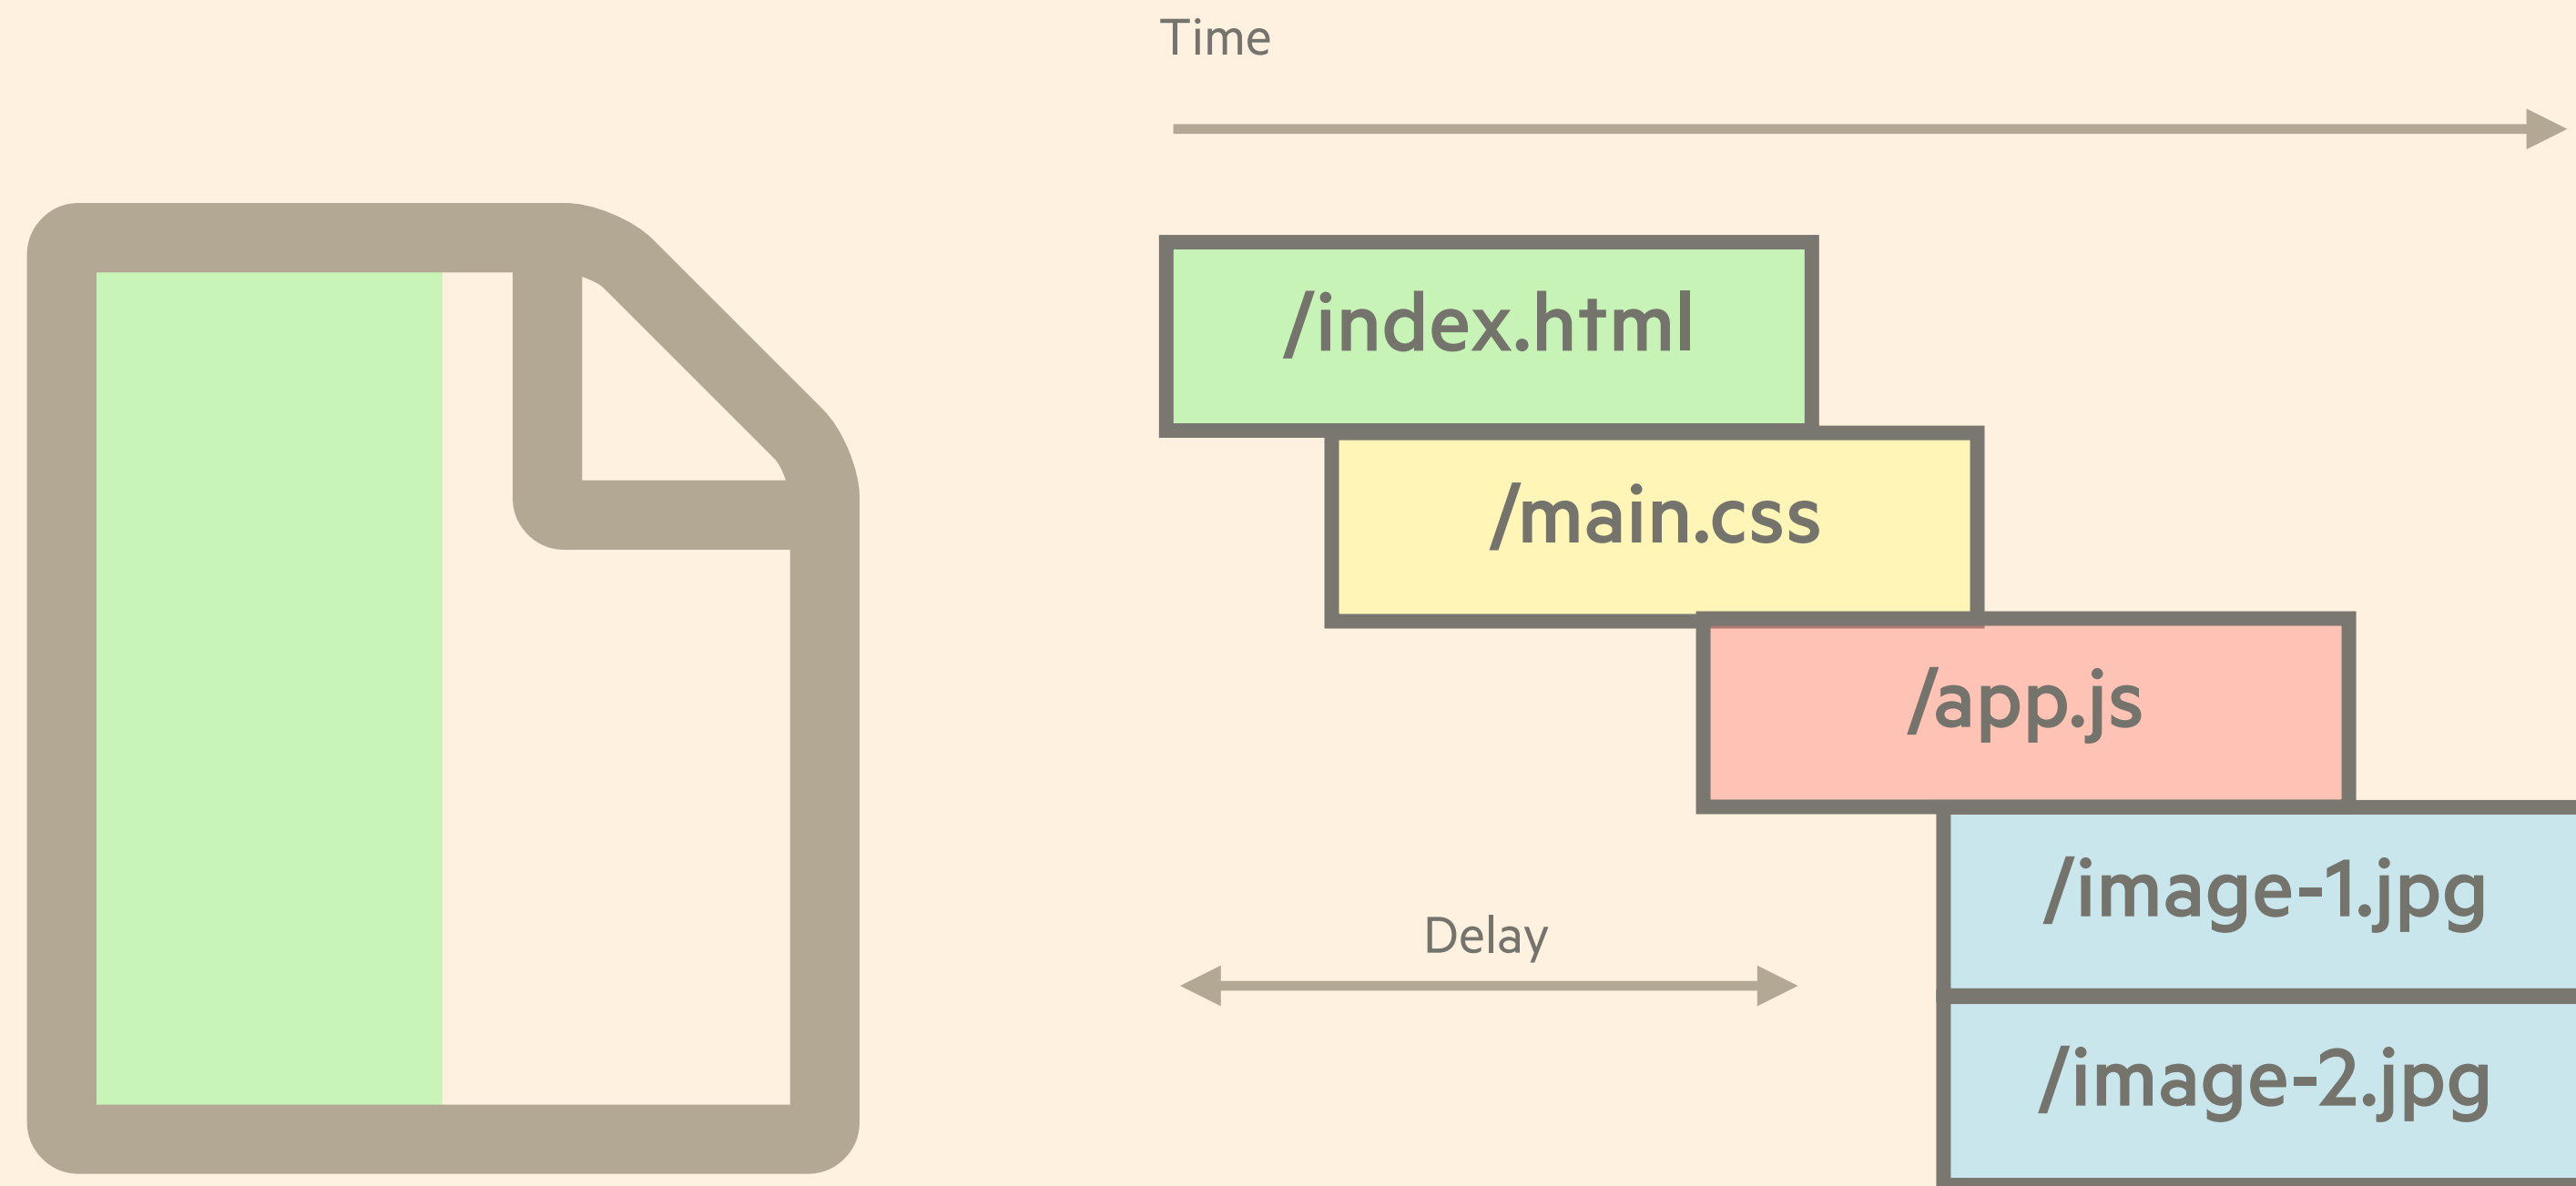 Time
/index.html
/main.css
/app.js
/image-1.jpg
Delay
/image-2.jpg